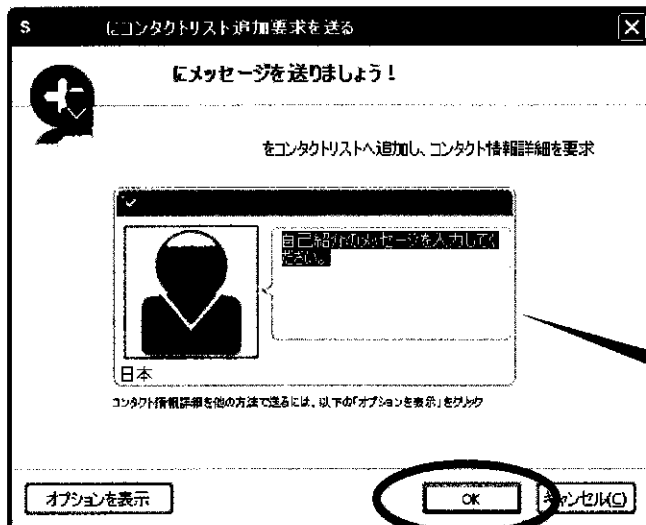 S にコンタクトリスト追加要求を送る
にメッセージを送りましょう!
をコンタクトリストへ追加し、コンタクト情報詳細を要求
自己紹介のメッセージを入力してく
ださい。
日本
コンタクト情報詳細を他の方法で送るには、以下の「オプションを表示」をクリック
オプションを表示 OK キャンセル(C)